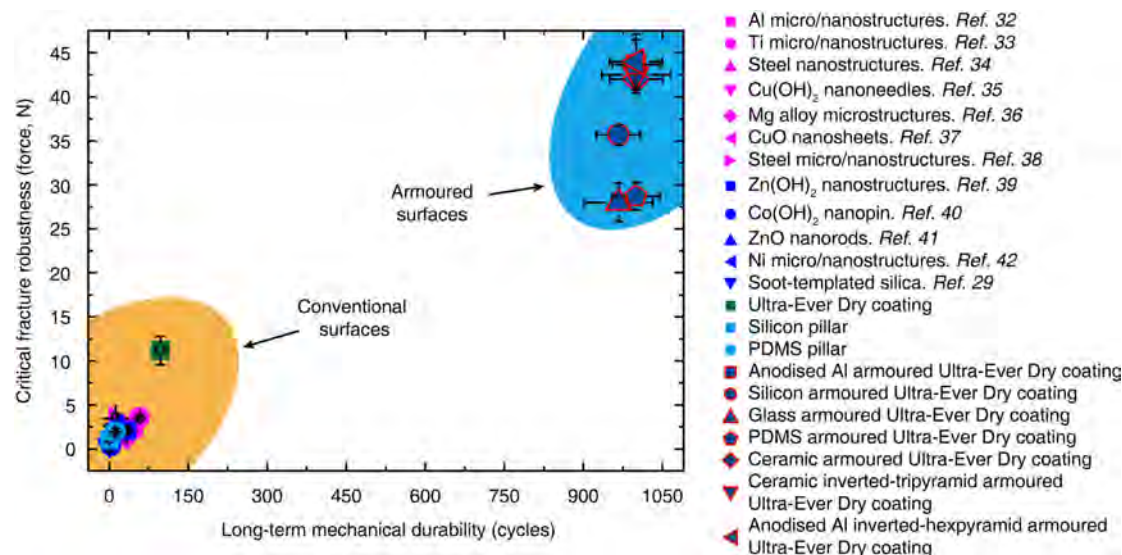 Critical fracture robustness (force, N)
45
40
35
30
25
20
15
10
5
0
Armoured
surfaces
Conventional
surfaces
0
150
300
450
600
750
900
1050
Long-term mechanical durability (cycles)
Al micro/nanostructures. Ref. 32
Ti micro/nanostructures. Ref. 33
Steel nanostructures. Ref. 34
Cu(OH)₂ nanoneedles. Ref. 35
Mg alloy microstructures. Ref. 36
CuO nanosheets. Ref. 37
Steel micro/nanostructures. Ref. 38
Zn(OH)₂ nanostructures. Ref. 39
Co(OH)₂ nanopin. Ref. 40
ZnO nanorods. Ref. 41
Ni micro/nanostructures. Ref. 42
Soot-templated silica. Ref. 29
Ultra-Ever Dry coating
Silicon pillar
PDMS pillar
Anodised Al armoured Ultra-Ever Dry coating
Silicon armoured Ultra-Ever Dry coating
Glass armoured Ultra-Ever Dry coating
PDMS armoured Ultra-Ever Dry coating
Ceramic armoured Ultra-Ever Dry coating
Ceramic inverted-tripyramid armoured
Ultra-Ever Dry coating
Anodised Al inverted-hexpyramid armoured
Ultra-Ever Dry coating